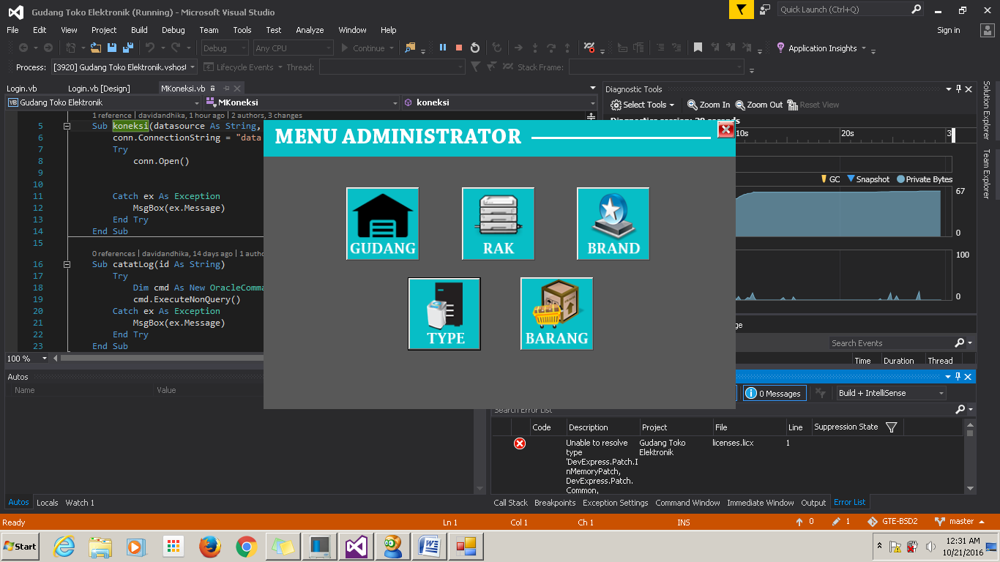 Gudang Toko Elektronik (Running) - Microsoft Visual Studio
Quick Launch (Ctrl+Q)
File Edit View Project Build Debug Team Tools Test Analyze Window Help
Sign in
Debug Any CPU Continue Application Insights
Process: [3920] Gudang Toko Elektronik.vshost Lifecycle Events Thread: Stack Frame:
Login.vb Login.vb [Design] MKoneksi.vb
Gudang Toko Elektronik MKoneksi koneksi
1 reference | davidandhika, 1 hour ago | 2 authors, 3 changes
5 Sub koneksi(datasource As String,
6 conn.ConnectionString = "data
7 Try
8 conn.Open()
9
10
11 Catch ex As Exception
12 MsgBox(ex.Message)
13 End Try
14 End Sub
15
0 references | davidandhika, 14 days ago | 1 autho
16 Sub catatLog(id As String)
17 Try
18 Dim cmd As New OracleComma
19 cmd.ExecuteNonQuery()
20 Catch ex As Exception
21 MsgBox(ex.Message)
22 End Try
23 End Sub
100 %
MENU ADMINISTRATOR
GUDANG
RAK
BRAND
TYPE
BARANG
Diagnostic Tools
Select Tools Zoom In Zoom Out Reset View
10s 20s 3
GC Snapshot Private Bytes
67
0
100
0
ge
Search Events
Time Duration Thread
Autos
Name Value
0 Messages Build + IntelliSense
Search Error List
Code Description Project File Line Suppression State
Unable to resolve Gudang Toko licenses.licx 1
type Elektronik
'DevExpress.Patch.I
nMemoryPatch,
DevExpress.Patch.
Common,
Autos Locals Watch 1
Call Stack Breakpoints Exception Settings Command Window Immediate Window Output Error List
Solution Explorer
Team Explorer
Ready Ln 1 Col 1 Ch 1 INS 0 1 GTE-BSD2 master
Start
12:31 AM
10/21/2016